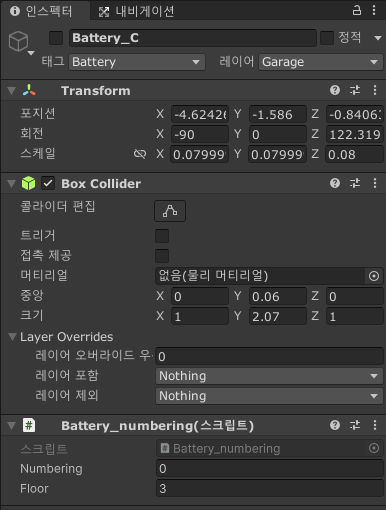 인스펙터 내비게이션
Battery_C 정적
태그 Battery 레이어 Garage
Transform
포지션 X -4.6242 Y -1.586 Z -0.8406
회전 X -90 Y 0 Z 122.319
스케일 X 0.07999 Y 0.07999 Z 0.08
Box Collider
콜라이더 편집
트리거
접촉 제공
머티리얼 없음(물리 머티리얼)
중앙 X 0 Y 0.06 Z 0
크기 X 1 Y 2.07 Z 1
Layer Overrides
레이어 오버라이드 우 0
레이어 포함 Nothing
레이어 제외 Nothing
Battery_numbering(스크립트)
스크립트 Battery_numbering
Numbering 0
Floor 3